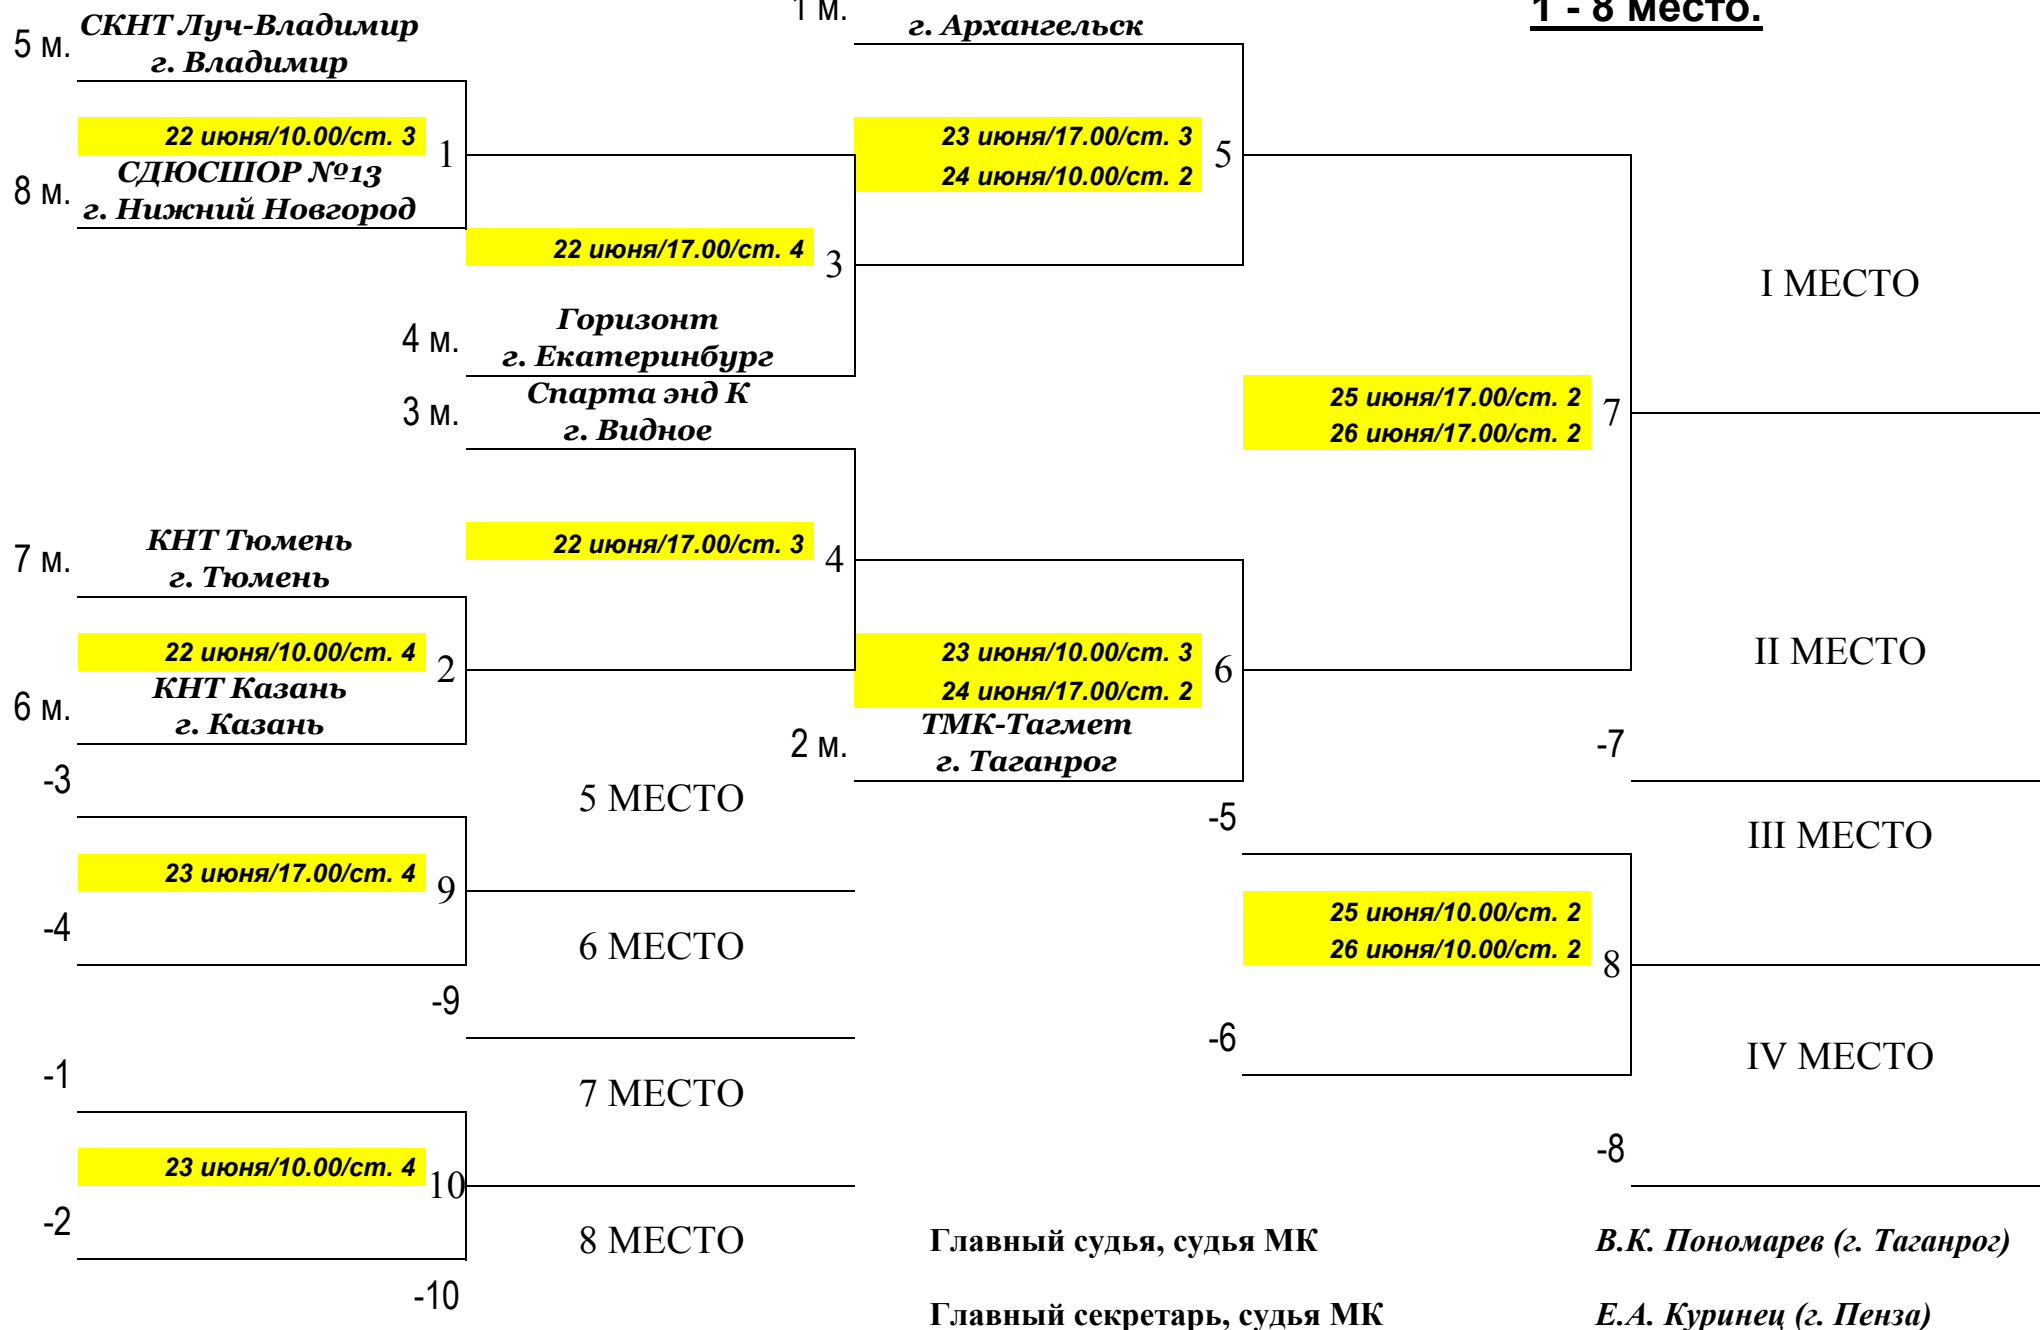 1 м.
г. Архангельск
1 - 8 место.
5 м.
СКНТ Луч-Владимир
г. Владимир
22 июня/10.00/ст. 3
1
8 м.
СДЮСШОР №13
г. Нижний Новгород
23 июня/17.00/ст. 3
24 июня/10.00/ст. 2
5
22 июня/17.00/ст. 4
3
I МЕСТО
4 м.
Горизонт
г. Екатеринбург
3 м.
Спарта энд К
г. Видное
25 июня/17.00/ст. 2
26 июня/17.00/ст. 2
7
7 м.
КНТ Тюмень
г. Тюмень
22 июня/17.00/ст. 3
4
22 июня/10.00/ст. 4
2
6 м.
КНТ Казань
г. Казань
23 июня/10.00/ст. 3
24 июня/17.00/ст. 2
6
II МЕСТО
2 м.
ТМК-Тагмет
г. Таганрог
-7
-3
5 МЕСТО
-5
III МЕСТО
23 июня/17.00/ст. 4
9
-4
6 МЕСТО
25 июня/10.00/ст. 2
26 июня/10.00/ст. 2
8
-9
-6
IV МЕСТО
-1
7 МЕСТО
-8
23 июня/10.00/ст. 4
10
-2
8 МЕСТО
-10
Главный судья, судья МК
В.К. Пономарев (г. Таганрог)
Главный секретарь, судья МК
Е.А. Куринец (г. Пенза)